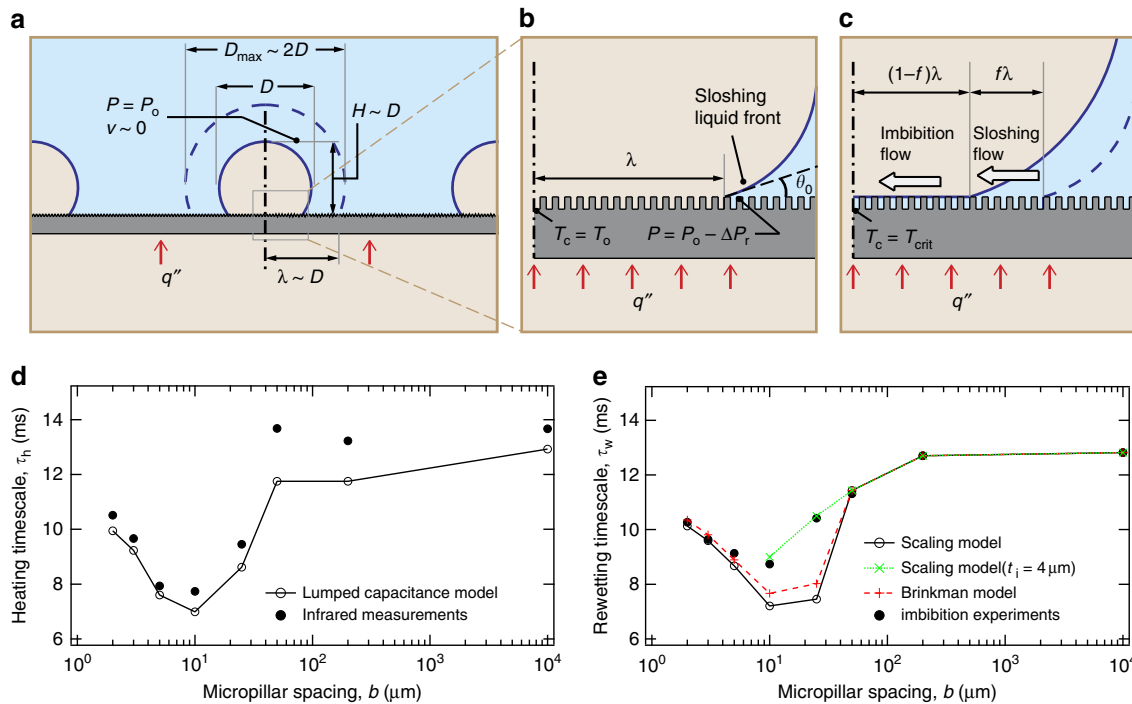 a
D_max ~ 2D
D
P = P_o
v ~ 0
H ~ D
λ ~ D
q″
b
Sloshing
liquid front
λ
θ_0
T_c = T_o
P = P_o − ΔP_r
q″
c
(1−f)λ
fλ
Imbibition
flow
Sloshing
flow
T_c = T_crit
q″
d
Heating timescale, τ_h (ms)
14
12
10
8
6
Lumped capacitance model
Infrared measurements
10^0
10^1
10^2
10^3
10^4
Micropillar spacing, b (μm)
e
Rewetting timescale, τ_w (ms)
14
12
10
8
6
Scaling model
Scaling model(t_i = 4 μm)
Brinkman model
imbibition experiments
10^0
10^1
10^2
10^3
10^4
Micropillar spacing, b (μm)